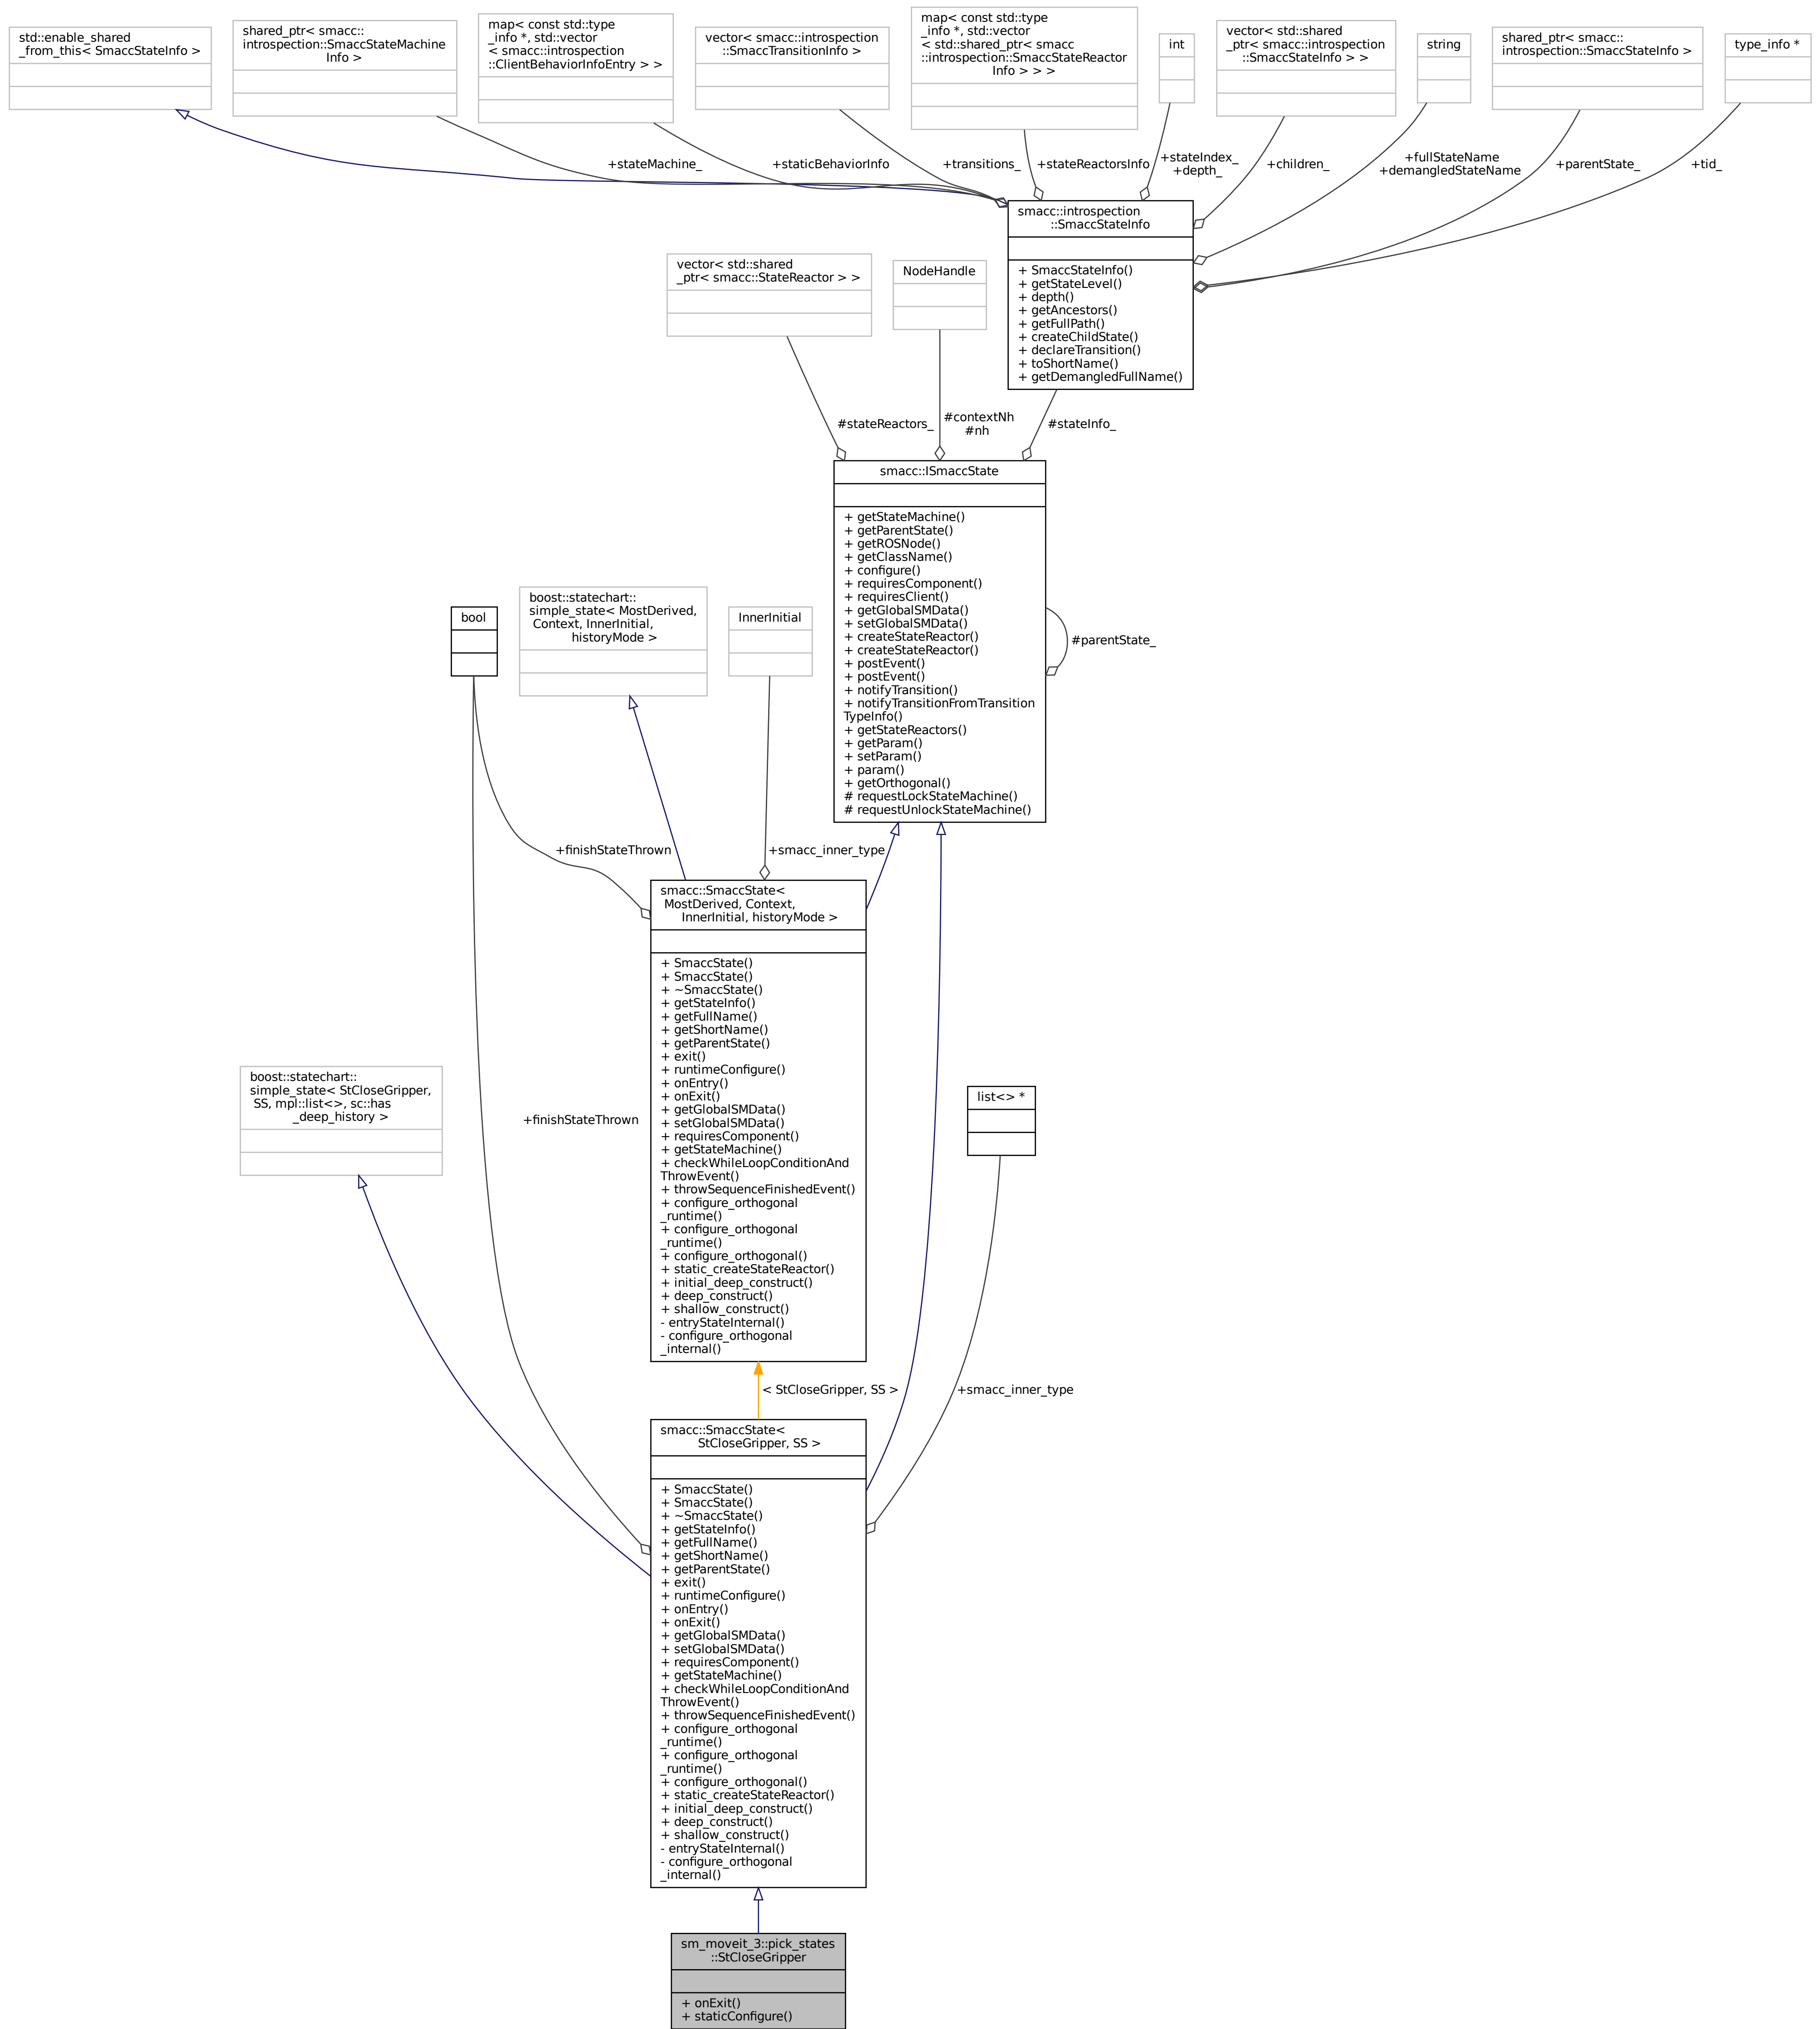 std::enable_shared
_from_this< SmaccStateInfo >
shared_ptr< smacc::
introspection::SmaccStateMachine
Info >
map< const std::type
_info *, std::vector
< smacc::introspection
::ClientBehaviorInfoEntry > >
vector< smacc::introspection
::SmaccTransitionInfo >
map< const std::type
_info *, std::vector
< std::shared_ptr< smacc
::introspection::SmaccStateReactor
Info > > >
int
vector< std::shared
_ptr< smacc::introspection
::SmaccStateInfo > >
string
shared_ptr< smacc::
introspection::SmaccStateInfo >
type_info *
+stateMachine_
+staticBehaviorInfo
+transitions_
+stateReactorsInfo
+stateIndex_
+depth_
+children_
+fullStateName
+demangledStateName
+parentState_
+tid_
smacc::introspection
::SmaccStateInfo
+ SmaccStateInfo()
+ getStateLevel()
+ depth()
+ getAncestors()
+ getFullPath()
+ createChildState()
+ declareTransition()
+ toShortName()
+ getDemangledFullName()
vector< std::shared
_ptr< smacc::StateReactor > >
NodeHandle
#stateReactors_
#contextNh
#nh
#stateInfo_
smacc::ISmaccState
+ getStateMachine()
+ getParentState()
+ getROSNode()
+ getClassName()
+ configure()
+ requiresComponent()
+ requiresClient()
+ getGlobalSMData()
+ setGlobalSMData()
+ createStateReactor()
+ createStateReactor()
+ postEvent()
+ postEvent()
+ notifyTransition()
+ notifyTransitionFromTransition
TypeInfo()
+ getStateReactors()
+ getParam()
+ setParam()
+ param()
+ getOrthogonal()
# requestLockStateMachine()
# requestUnlockStateMachine()
#parentState_
bool
boost::statechart::
simple_state< MostDerived,
Context, InnerInitial,
historyMode >
InnerInitial
+finishStateThrown
+smacc_inner_type
smacc::SmaccState<
MostDerived, Context,
InnerInitial, historyMode >
+ SmaccState()
+ SmaccState()
+ ~SmaccState()
+ getStateInfo()
+ getFullName()
+ getShortName()
+ getParentState()
+ exit()
+ runtimeConfigure()
+ onEntry()
+ onExit()
+ getGlobalSMData()
+ setGlobalSMData()
+ requiresComponent()
+ getStateMachine()
+ checkWhileLoopConditionAnd
ThrowEvent()
+ throwSequenceFinishedEvent()
+ configure_orthogonal
_runtime()
+ configure_orthogonal
_runtime()
+ configure_orthogonal()
+ static_createStateReactor()
+ initial_deep_construct()
+ deep_construct()
+ shallow_construct()
- entryStateInternal()
- configure_orthogonal
_internal()
boost::statechart::
simple_state< StCloseGripper,
SS, mpl::list<>, sc::has
_deep_history >
+finishStateThrown
list<> *
< StCloseGripper, SS >
+smacc_inner_type
smacc::SmaccState<
StCloseGripper, SS >
+ SmaccState()
+ SmaccState()
+ ~SmaccState()
+ getStateInfo()
+ getFullName()
+ getShortName()
+ getParentState()
+ exit()
+ runtimeConfigure()
+ onEntry()
+ onExit()
+ getGlobalSMData()
+ setGlobalSMData()
+ requiresComponent()
+ getStateMachine()
+ checkWhileLoopConditionAnd
ThrowEvent()
+ throwSequenceFinishedEvent()
+ configure_orthogonal
_runtime()
+ configure_orthogonal
_runtime()
+ configure_orthogonal()
+ static_createStateReactor()
+ initial_deep_construct()
+ deep_construct()
+ shallow_construct()
- entryStateInternal()
- configure_orthogonal
_internal()
sm_moveit_3::pick_states
::StCloseGripper
+ onExit()
+ staticConfigure()